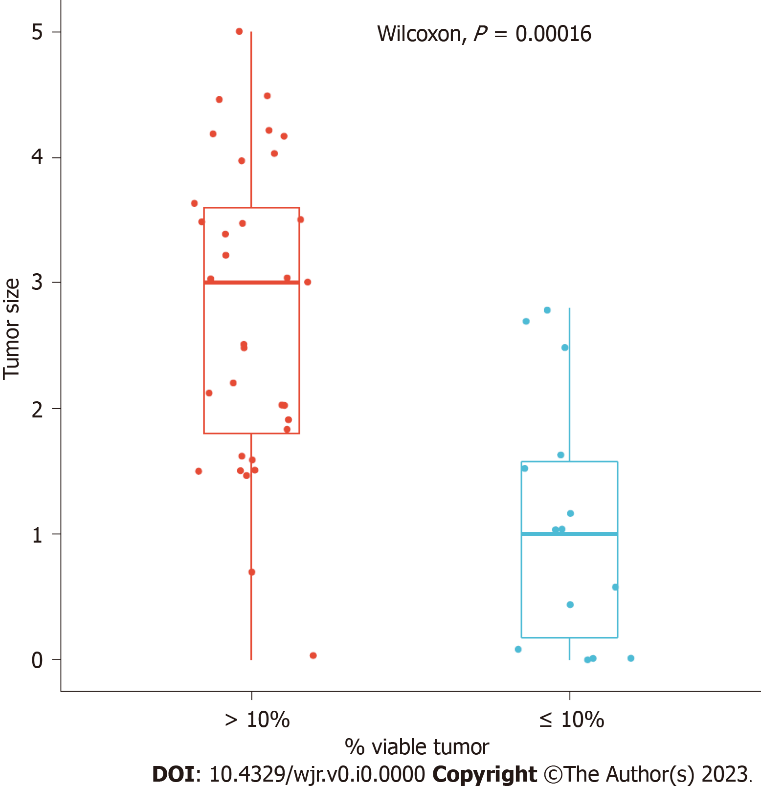 Wilcoxon, P = 0.00016
5
4
3
2
1
0
Tumor size
> 10%
≤ 10%
% viable tumor
DOI: 10.4329/wjr.v0.i0.0000 Copyright ©The Author(s) 2023.